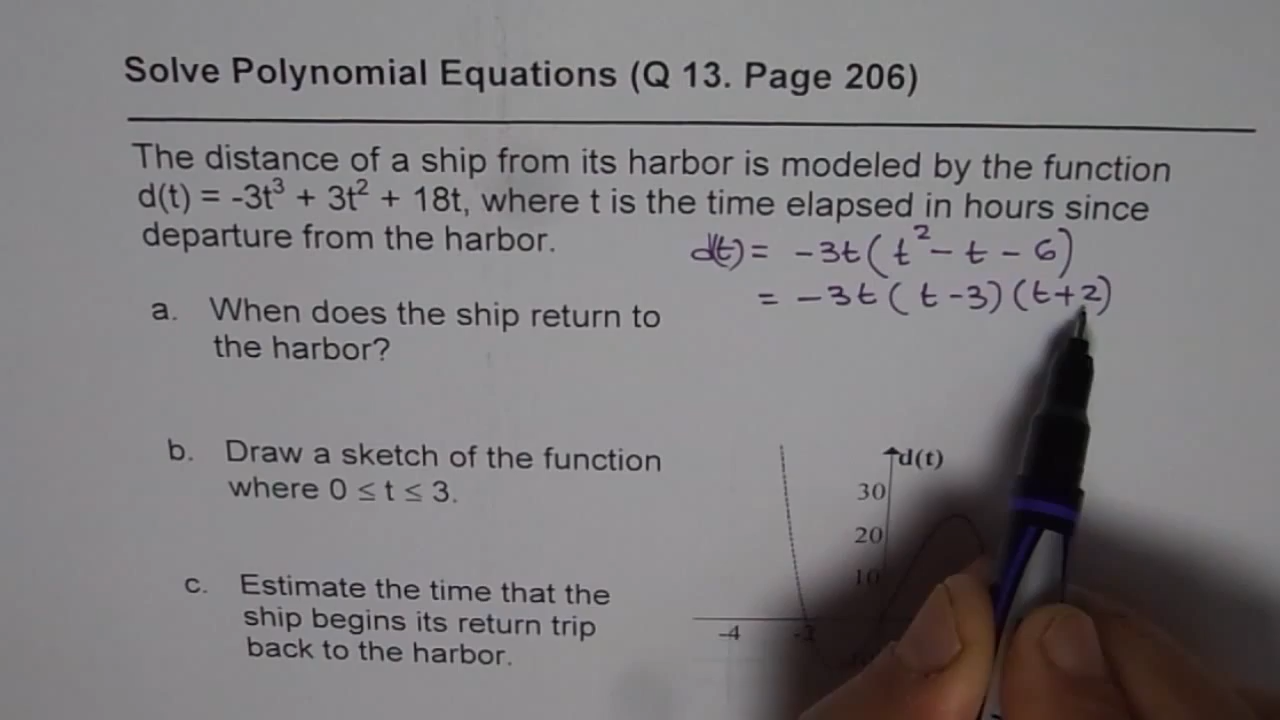 Solve Polynomial Equations (Q 13. Page 206)
The distance of a ship from its harbor is modeled by the function
d(t) = -3t³ + 3t² + 18t, where t is the time elapsed in hours since
departure from the harbor.
d(t) = -3t(t² - t - 6)
= -3t(t-3)(t+2)
a. When does the ship return to
the harbor?
b. Draw a sketch of the function
where 0 ≤ t ≤ 3.
c. Estimate the time that the
ship begins its return trip
back to the harbor.
d(t)
30
20
10
-4